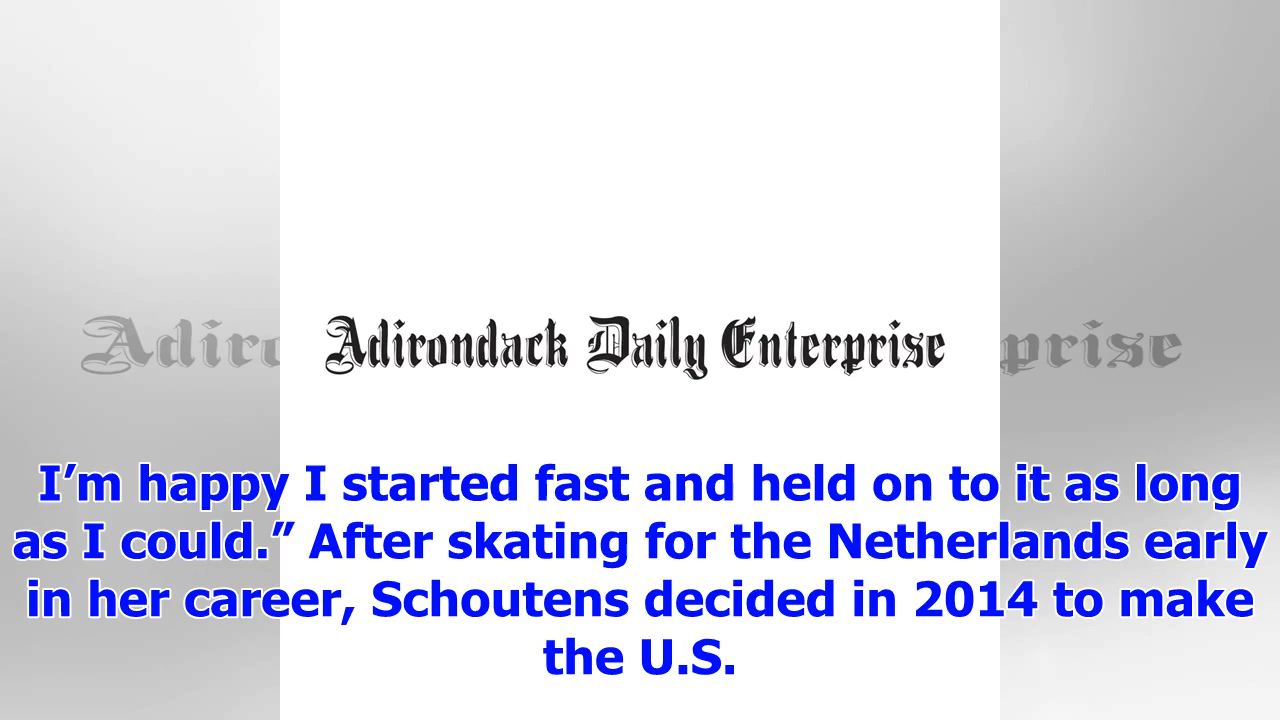 Adirondack Daily Enterprise
I’m happy I started fast and held on to it as long
as I could.” After skating for the Netherlands early
in her career, Schoutens decided in 2014 to make
the U.S.